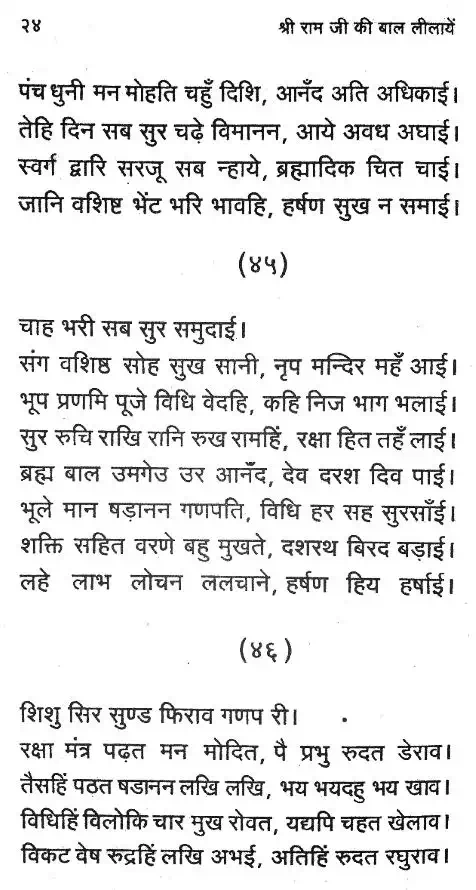 २४
श्री राम जी की बाल लीलायें
पंच धुनी मन मोहति चहुँ दिशि, आनँद अति अधिकाई।
तेहि दिन सब सुर चढ़े विमानन, आये अवध अघाई।
स्वर्ग द्वारि सरजू सब न्हाये, ब्रह्मादिक चित चाई।
जानि वशिष्ट भेंट भरि भावहि, हर्षण सुख न समाई।
(४५)
चाह भरी सब सुर समुदाई।
संग वशिष्ठ सोह सुख सानी, नृप मन्दिर महँ आई।
भूप प्रणमि पूजे विधि वेदहि, कहि निज भाग भलाई।
सुर रुचि राखि रानि रुख रामहिं, रक्षा हित तहँ लाई।
ब्रह्म बाल उमगेउ उर आनँद, देव दरश दिव पाई।
भूले मान षड़ानन गणपति, विधि हर सह सुरसाँई।
शक्ति सहित वरणे बहु मुखते, दशरथ बिरद बड़ाई।
लहे लाभ लोचन ललचाने, हर्षण हिय हर्षाई।
(४६)
शिशु सिर सुण्ड फिराव गणप री।
रक्षा मंत्र पढ़त मन मोदित, पै प्रभु रुदत डेराव।
तैसहिं पठत षडानन लखि लखि, भय भयदहु भय खाव।
विधिहिं विलोकि चार मुख रोवत, यद्यपि चहत खेलाव।
विकट वेष रुद्रहिं लखि अभई, अतिहिं रुदत रघुराव।